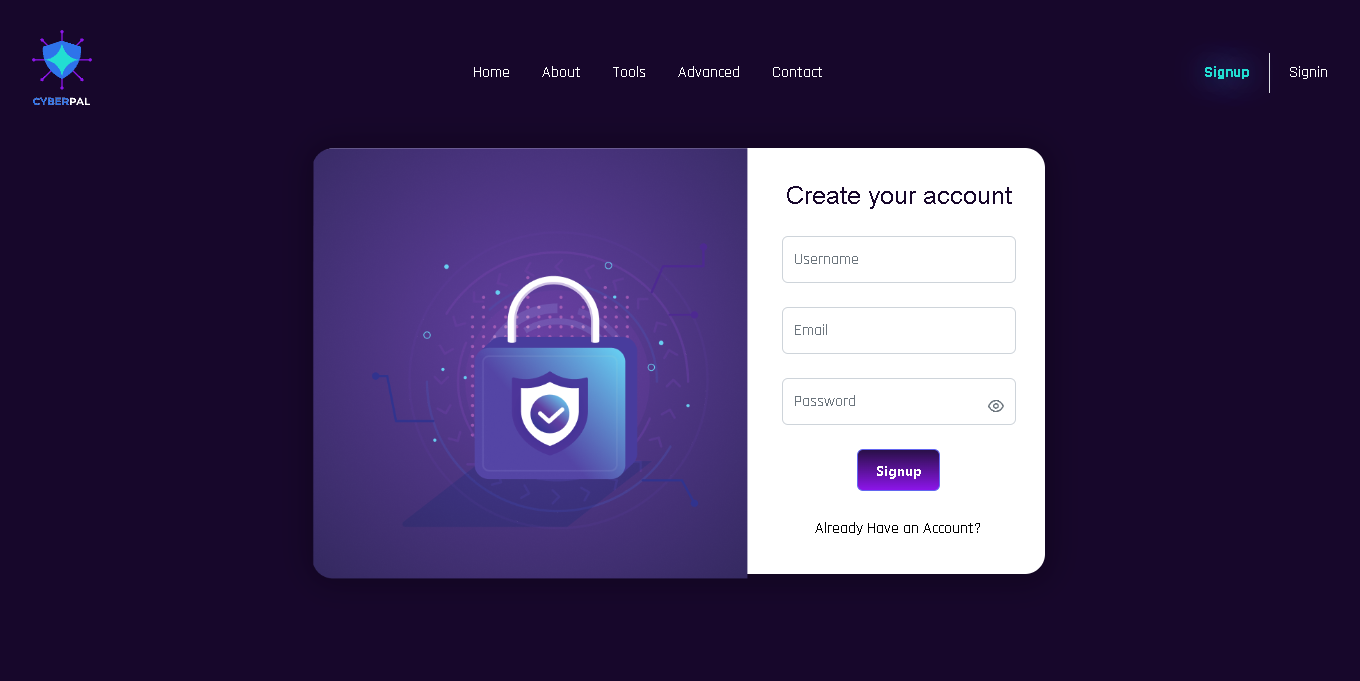 CYBERPAL
Home About Tools Advanced Contact
Signup Signin
Create your account
Username
Email
Password
Signup
Already Have an Account?